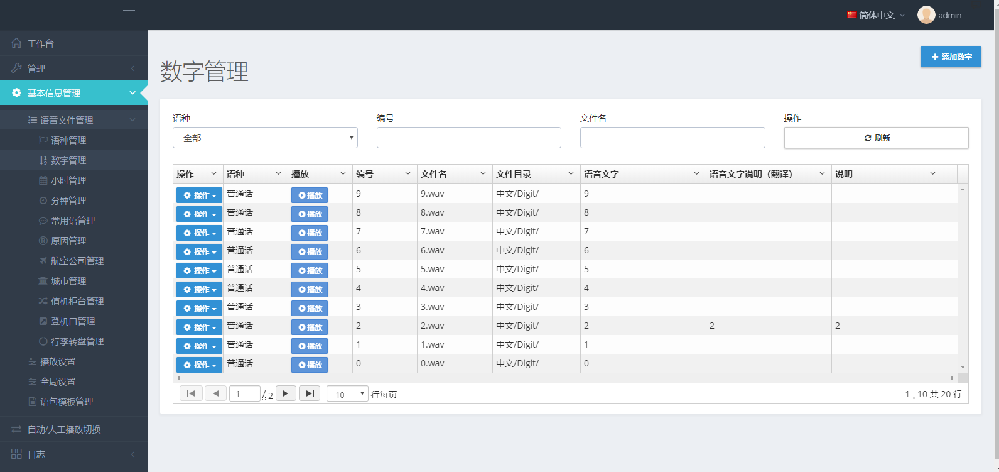 简体中文 admin
工作台
管理
基本信息管理
语音文件管理
语种管理
数字管理
小时管理
分钟管理
常用语管理
原因管理
航空公司管理
城市管理
值机柜台管理
登机口管理
行李转盘管理
播放设置
全局设置
语句模板管理
自动/人工播放切换
日志
数字管理
添加数字
语种 编号 文件名 操作
全部 刷新
操作 语种 播放 编号 文件名 文件目录 语音文字 语音文字说明（翻译） 说明
操作 普通话 播放 9 9.wav 中文/Digit/ 9
操作 普通话 播放 8 8.wav 中文/Digit/ 8
操作 普通话 播放 7 7.wav 中文/Digit/ 7
操作 普通话 播放 6 6.wav 中文/Digit/ 6
操作 普通话 播放 5 5.wav 中文/Digit/ 5
操作 普通话 播放 4 4.wav 中文/Digit/ 4
操作 普通话 播放 3 3.wav 中文/Digit/ 3
操作 普通话 播放 2 2.wav 中文/Digit/ 2 2 2
操作 普通话 播放 1 1.wav 中文/Digit/ 1
操作 普通话 播放 0 0.wav 中文/Digit/ 0
1 / 2 10 行每页 1 - 10 共 20 行